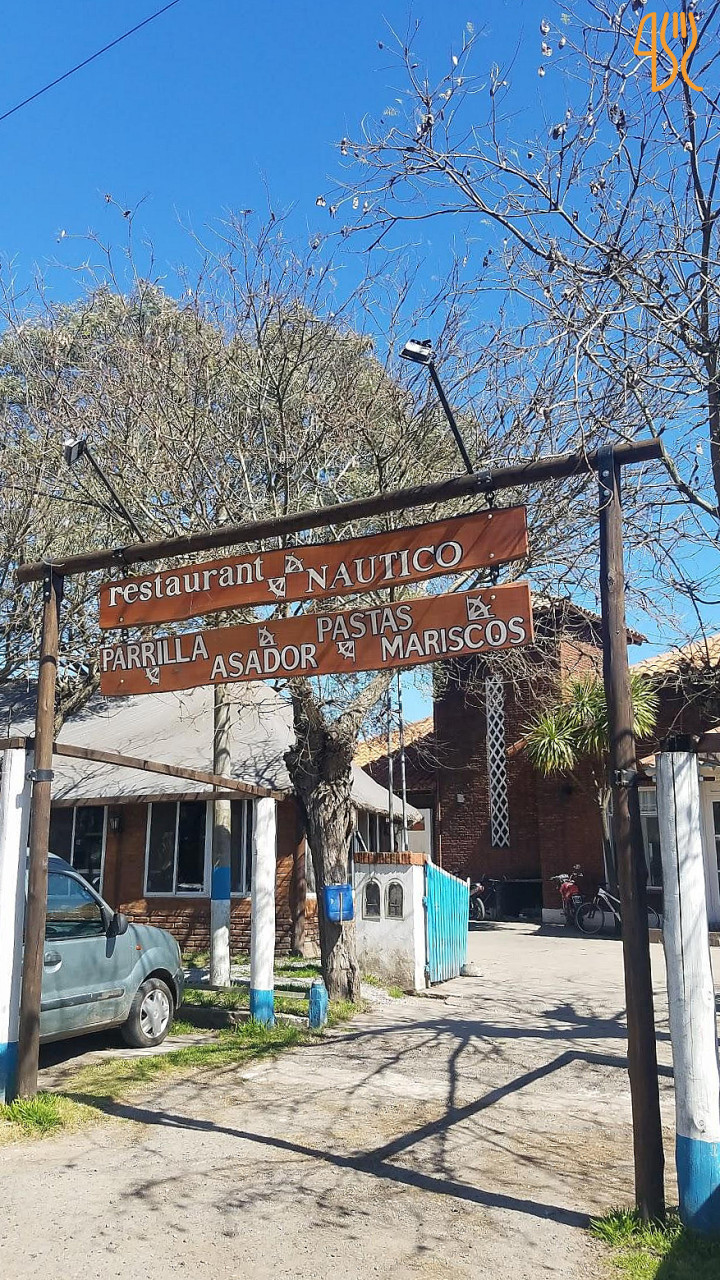 restaurant NAUTICO
PARRILLA ASADOR PASTAS MARISCOS